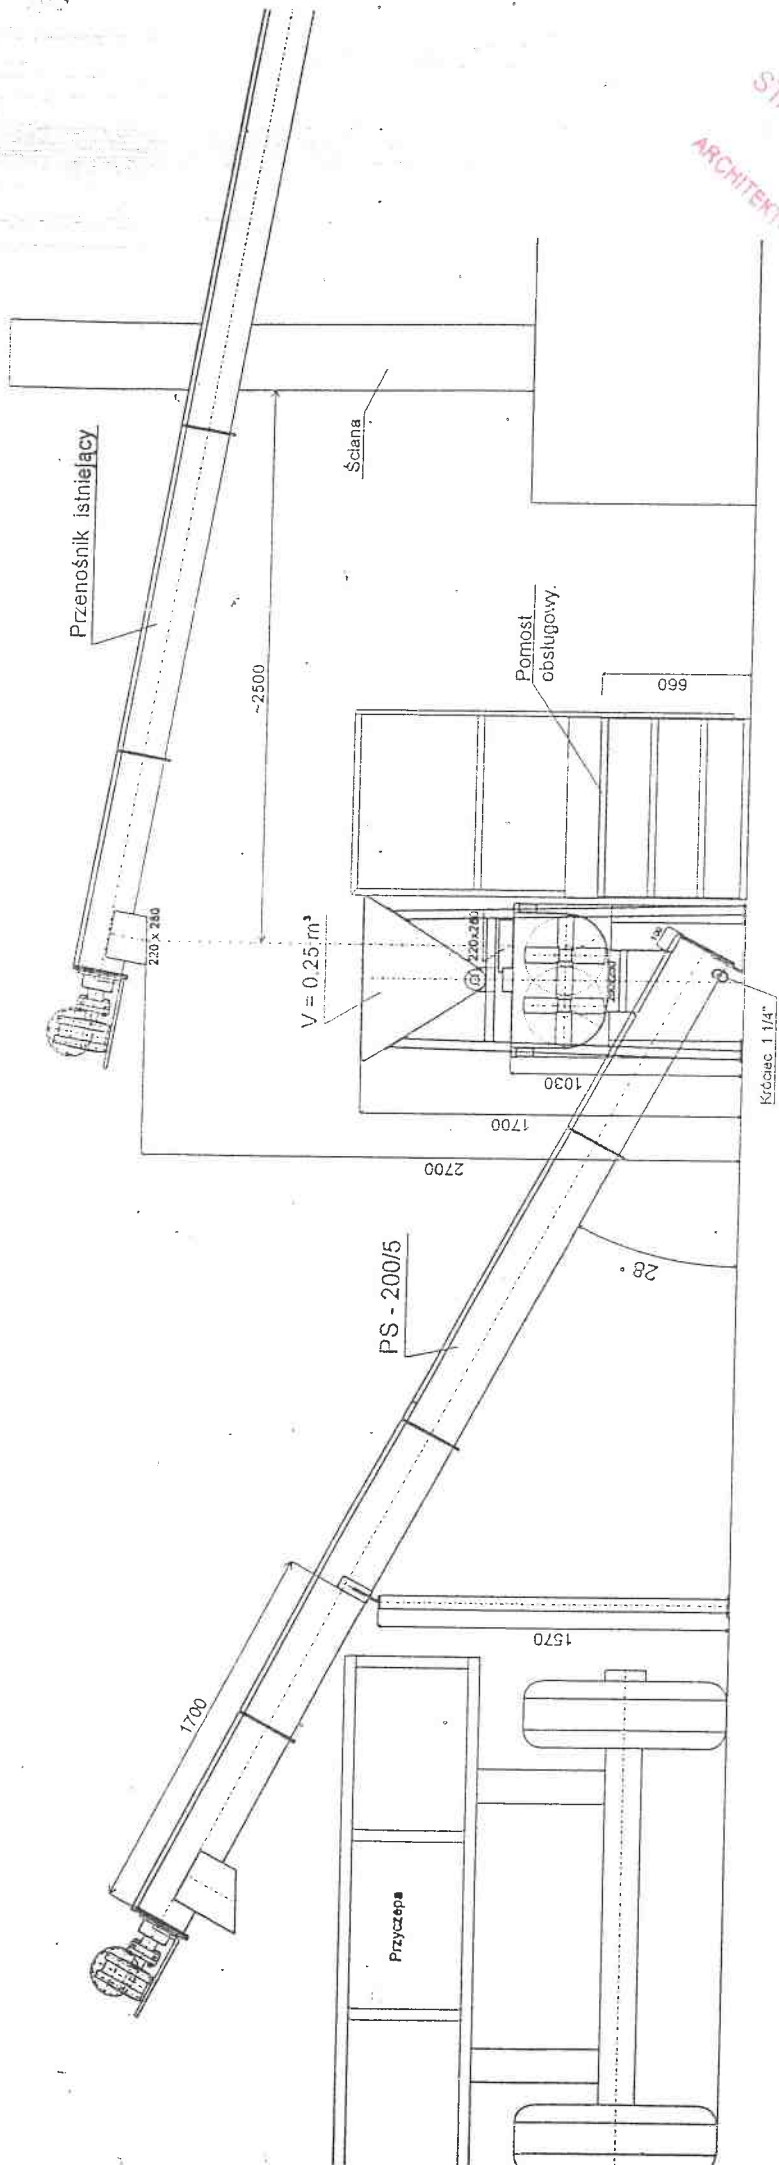 Przenośnik istniejący
Ściana
~2500
220 x 280
V = 0.25 m³
220x280
Pomost
obsługowy.
660
1030
1700
2700
Króciec 1 1/4"
PS - 200/5
28°
1700
1570
Przyczepa